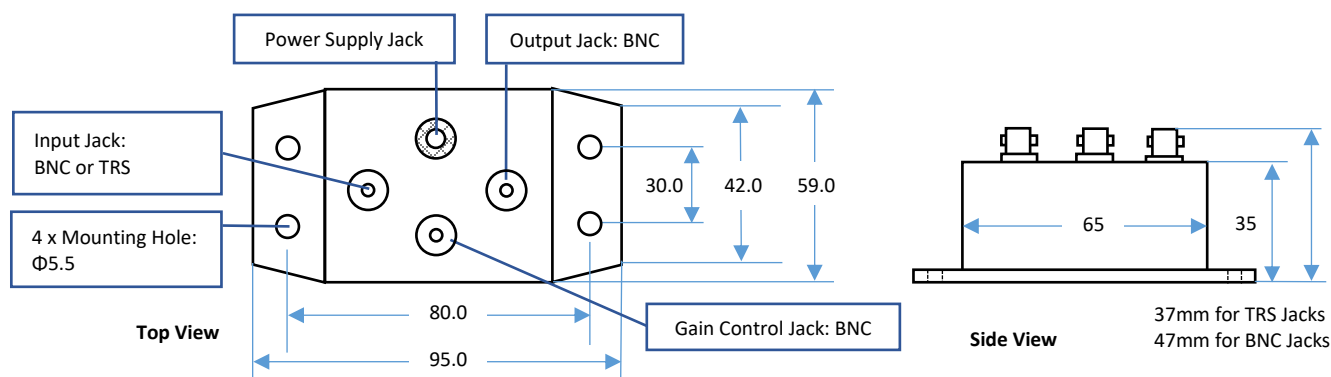 Power Supply Jack
Output Jack: BNC
Input Jack:
BNC or TRS
4 x Mounting Hole:
Φ5.5
30.0
42.0
59.0
80.0
95.0
Top View
Gain Control Jack: BNC
65
35
Side View
37mm for TRS Jacks
47mm for BNC Jacks